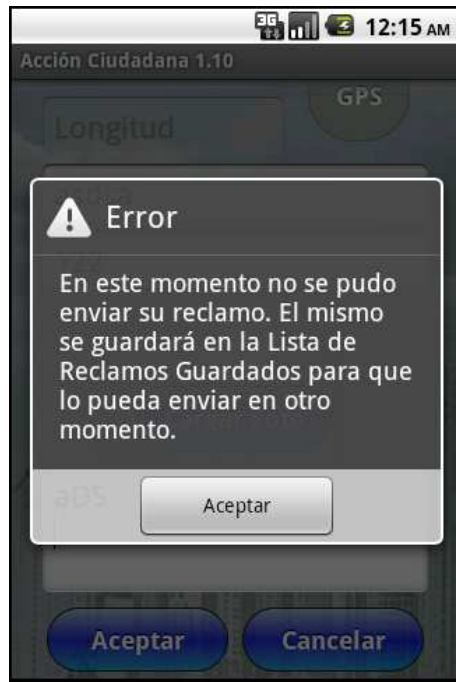 3G
12:15 AM
Acción Ciudadana 1.10
GPS
Longitud
Error
En este momento no se pudo
enviar su reclamo. El mismo
se guardará en la Lista de
Reclamos Guardados para que
lo pueda enviar en otro
momento.
aDS
Aceptar
Aceptar
Cancelar